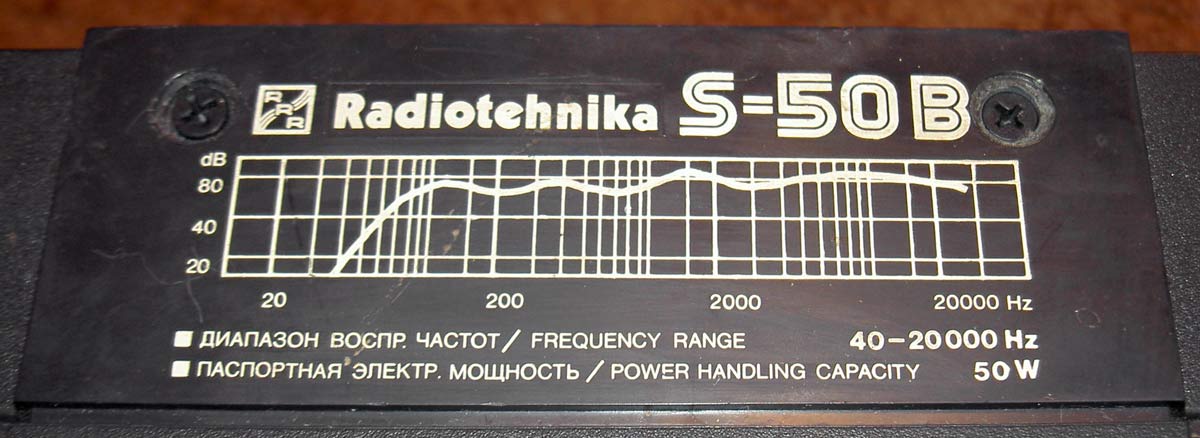 RRR Radiotehnika S-50B
dB
80
40
20
20 200 2000 20000 Hz
■ ДИАПАЗОН ВОСПР. ЧАСТОТ / FREQUENCY RANGE 40–20000 Hz
■ ПАСПОРТНАЯ ЭЛЕКТР. МОЩНОСТЬ / POWER HANDLING CAPACITY 50 W